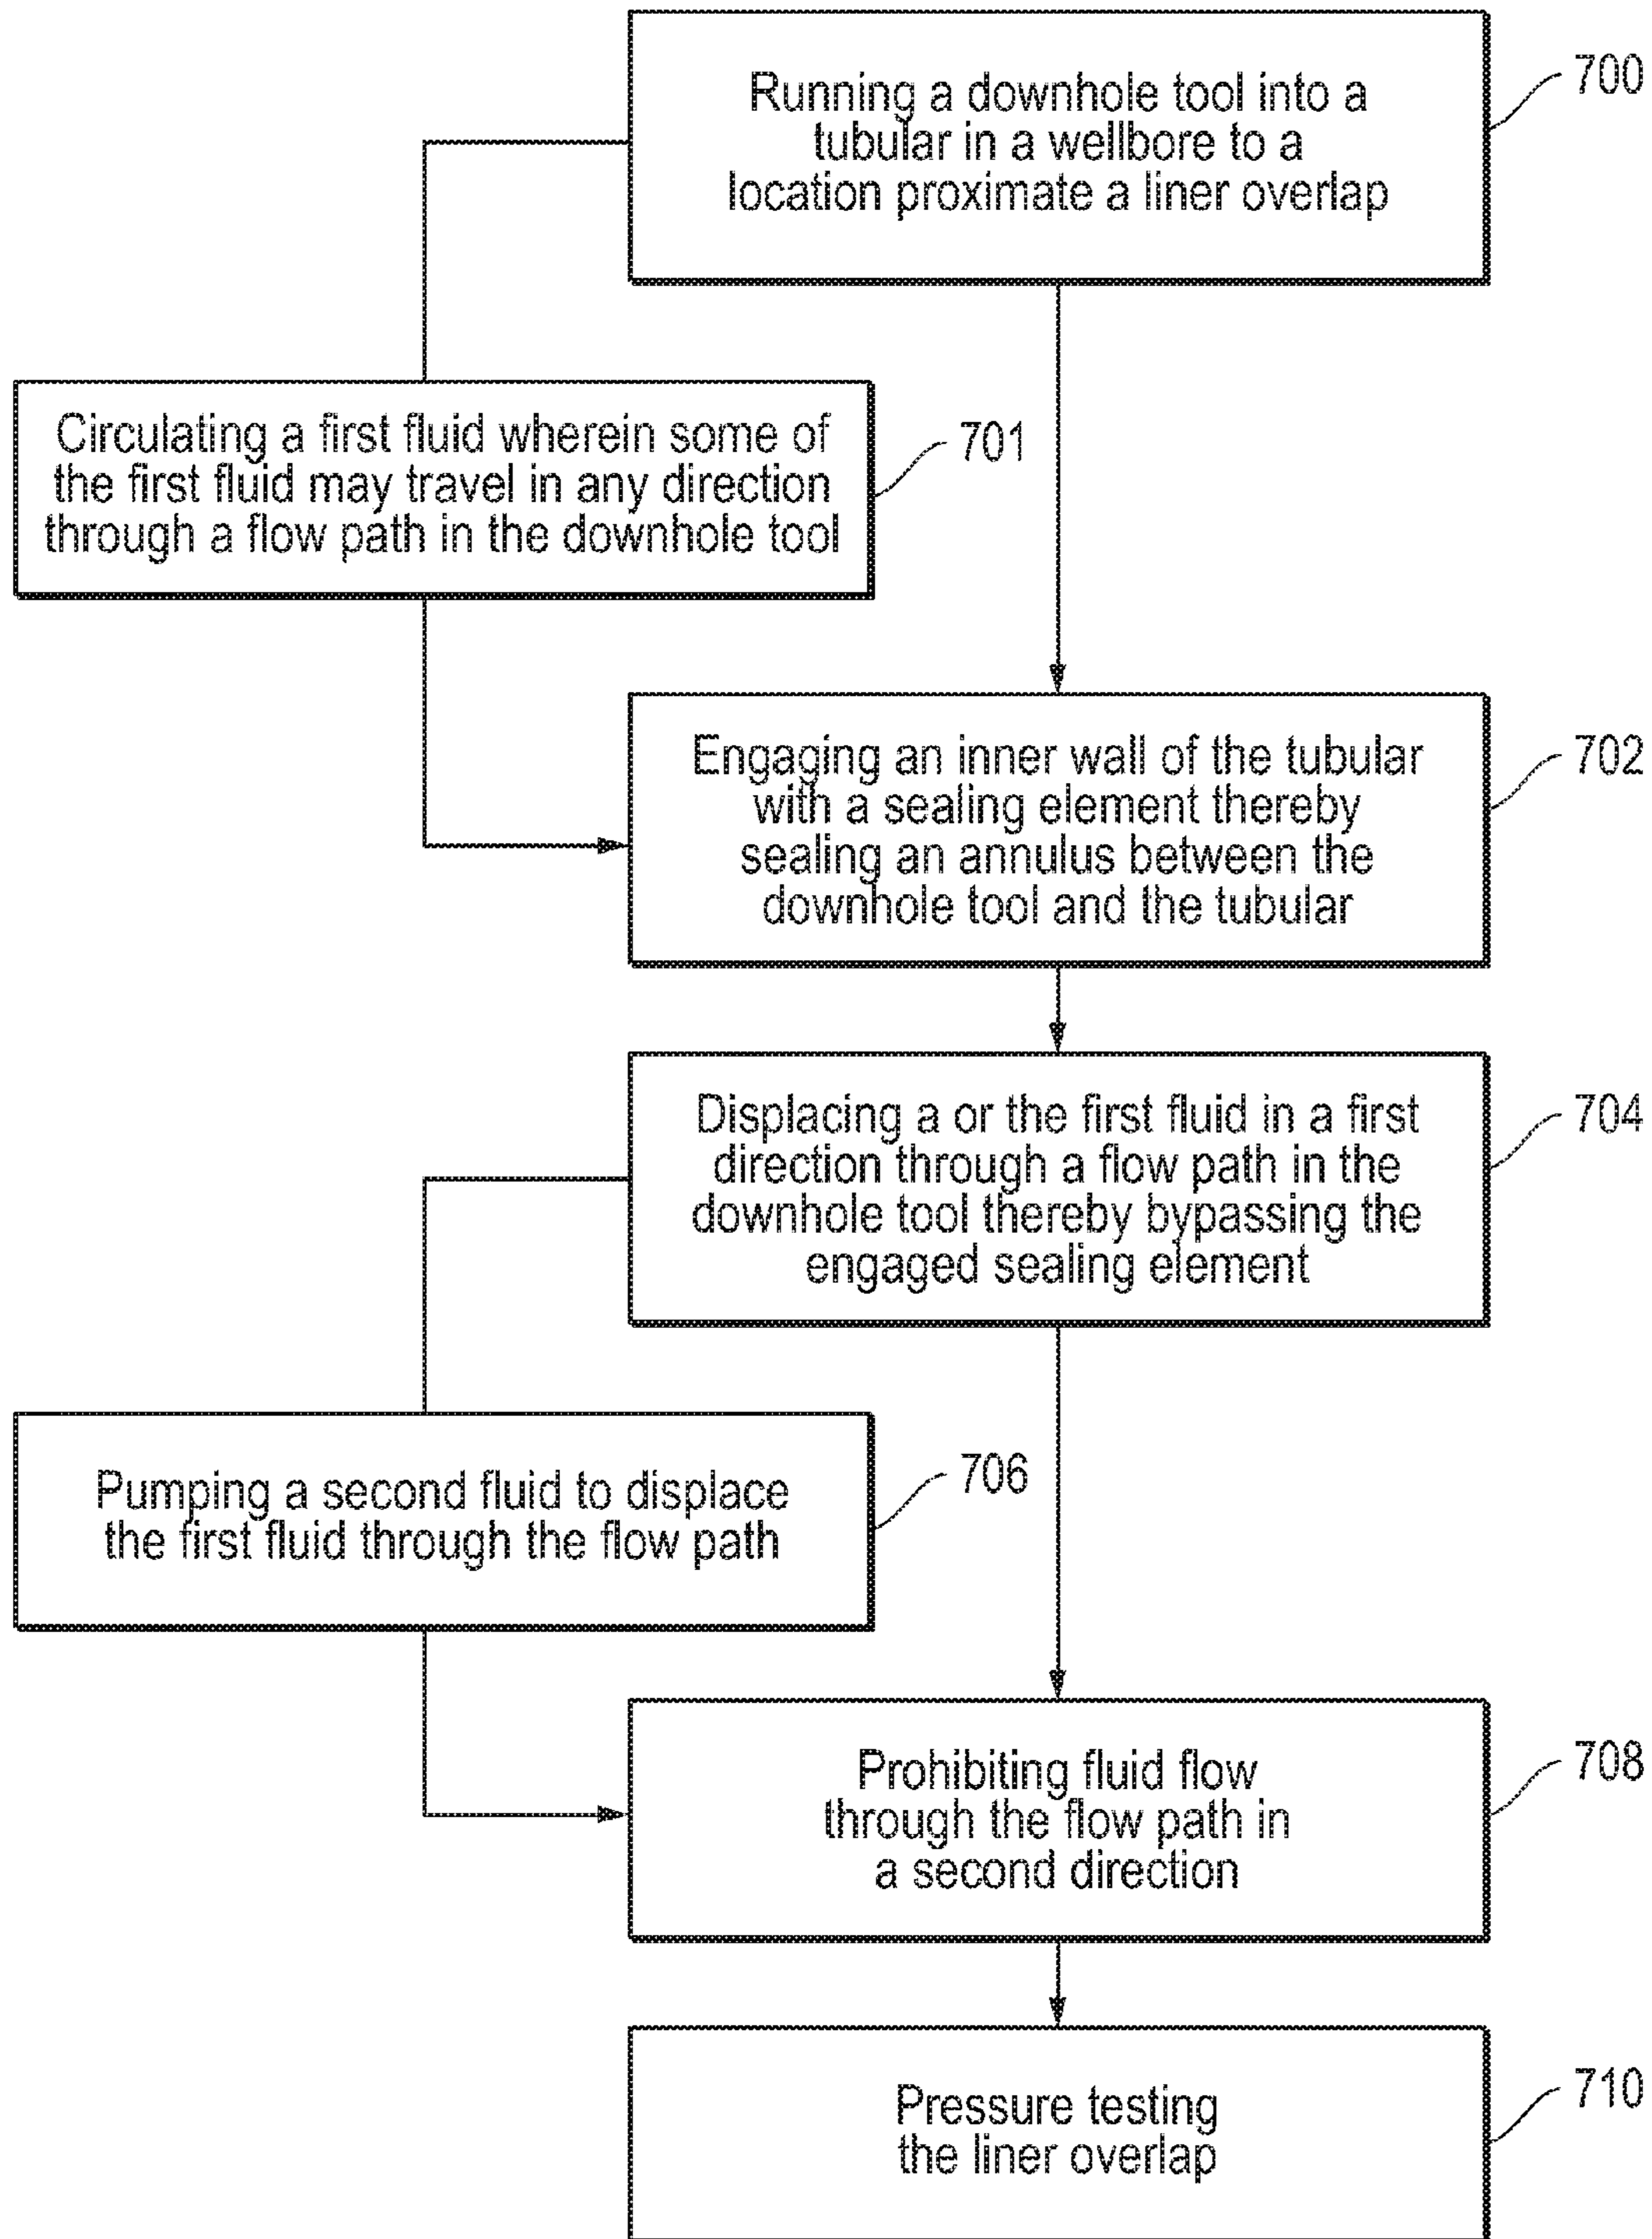 Running a downhole tool into a
tubular in a wellbore to a
location proximate a liner overlap
700
Circulating a first fluid wherein some of
the first fluid may travel in any direction
through a flow path in the downhole tool
701
Engaging an inner wall of the tubular
with a sealing element thereby
sealing an annulus between the
downhole tool and the tubular
702
Displacing a or the first fluid in a first
direction through a flow path in the
downhole tool thereby bypassing the
engaged sealing element
704
Pumping a second fluid to displace
the first fluid through the flow path
706
Prohibiting fluid flow
through the flow path in
a second direction
708
Pressure testing
the liner overlap
710